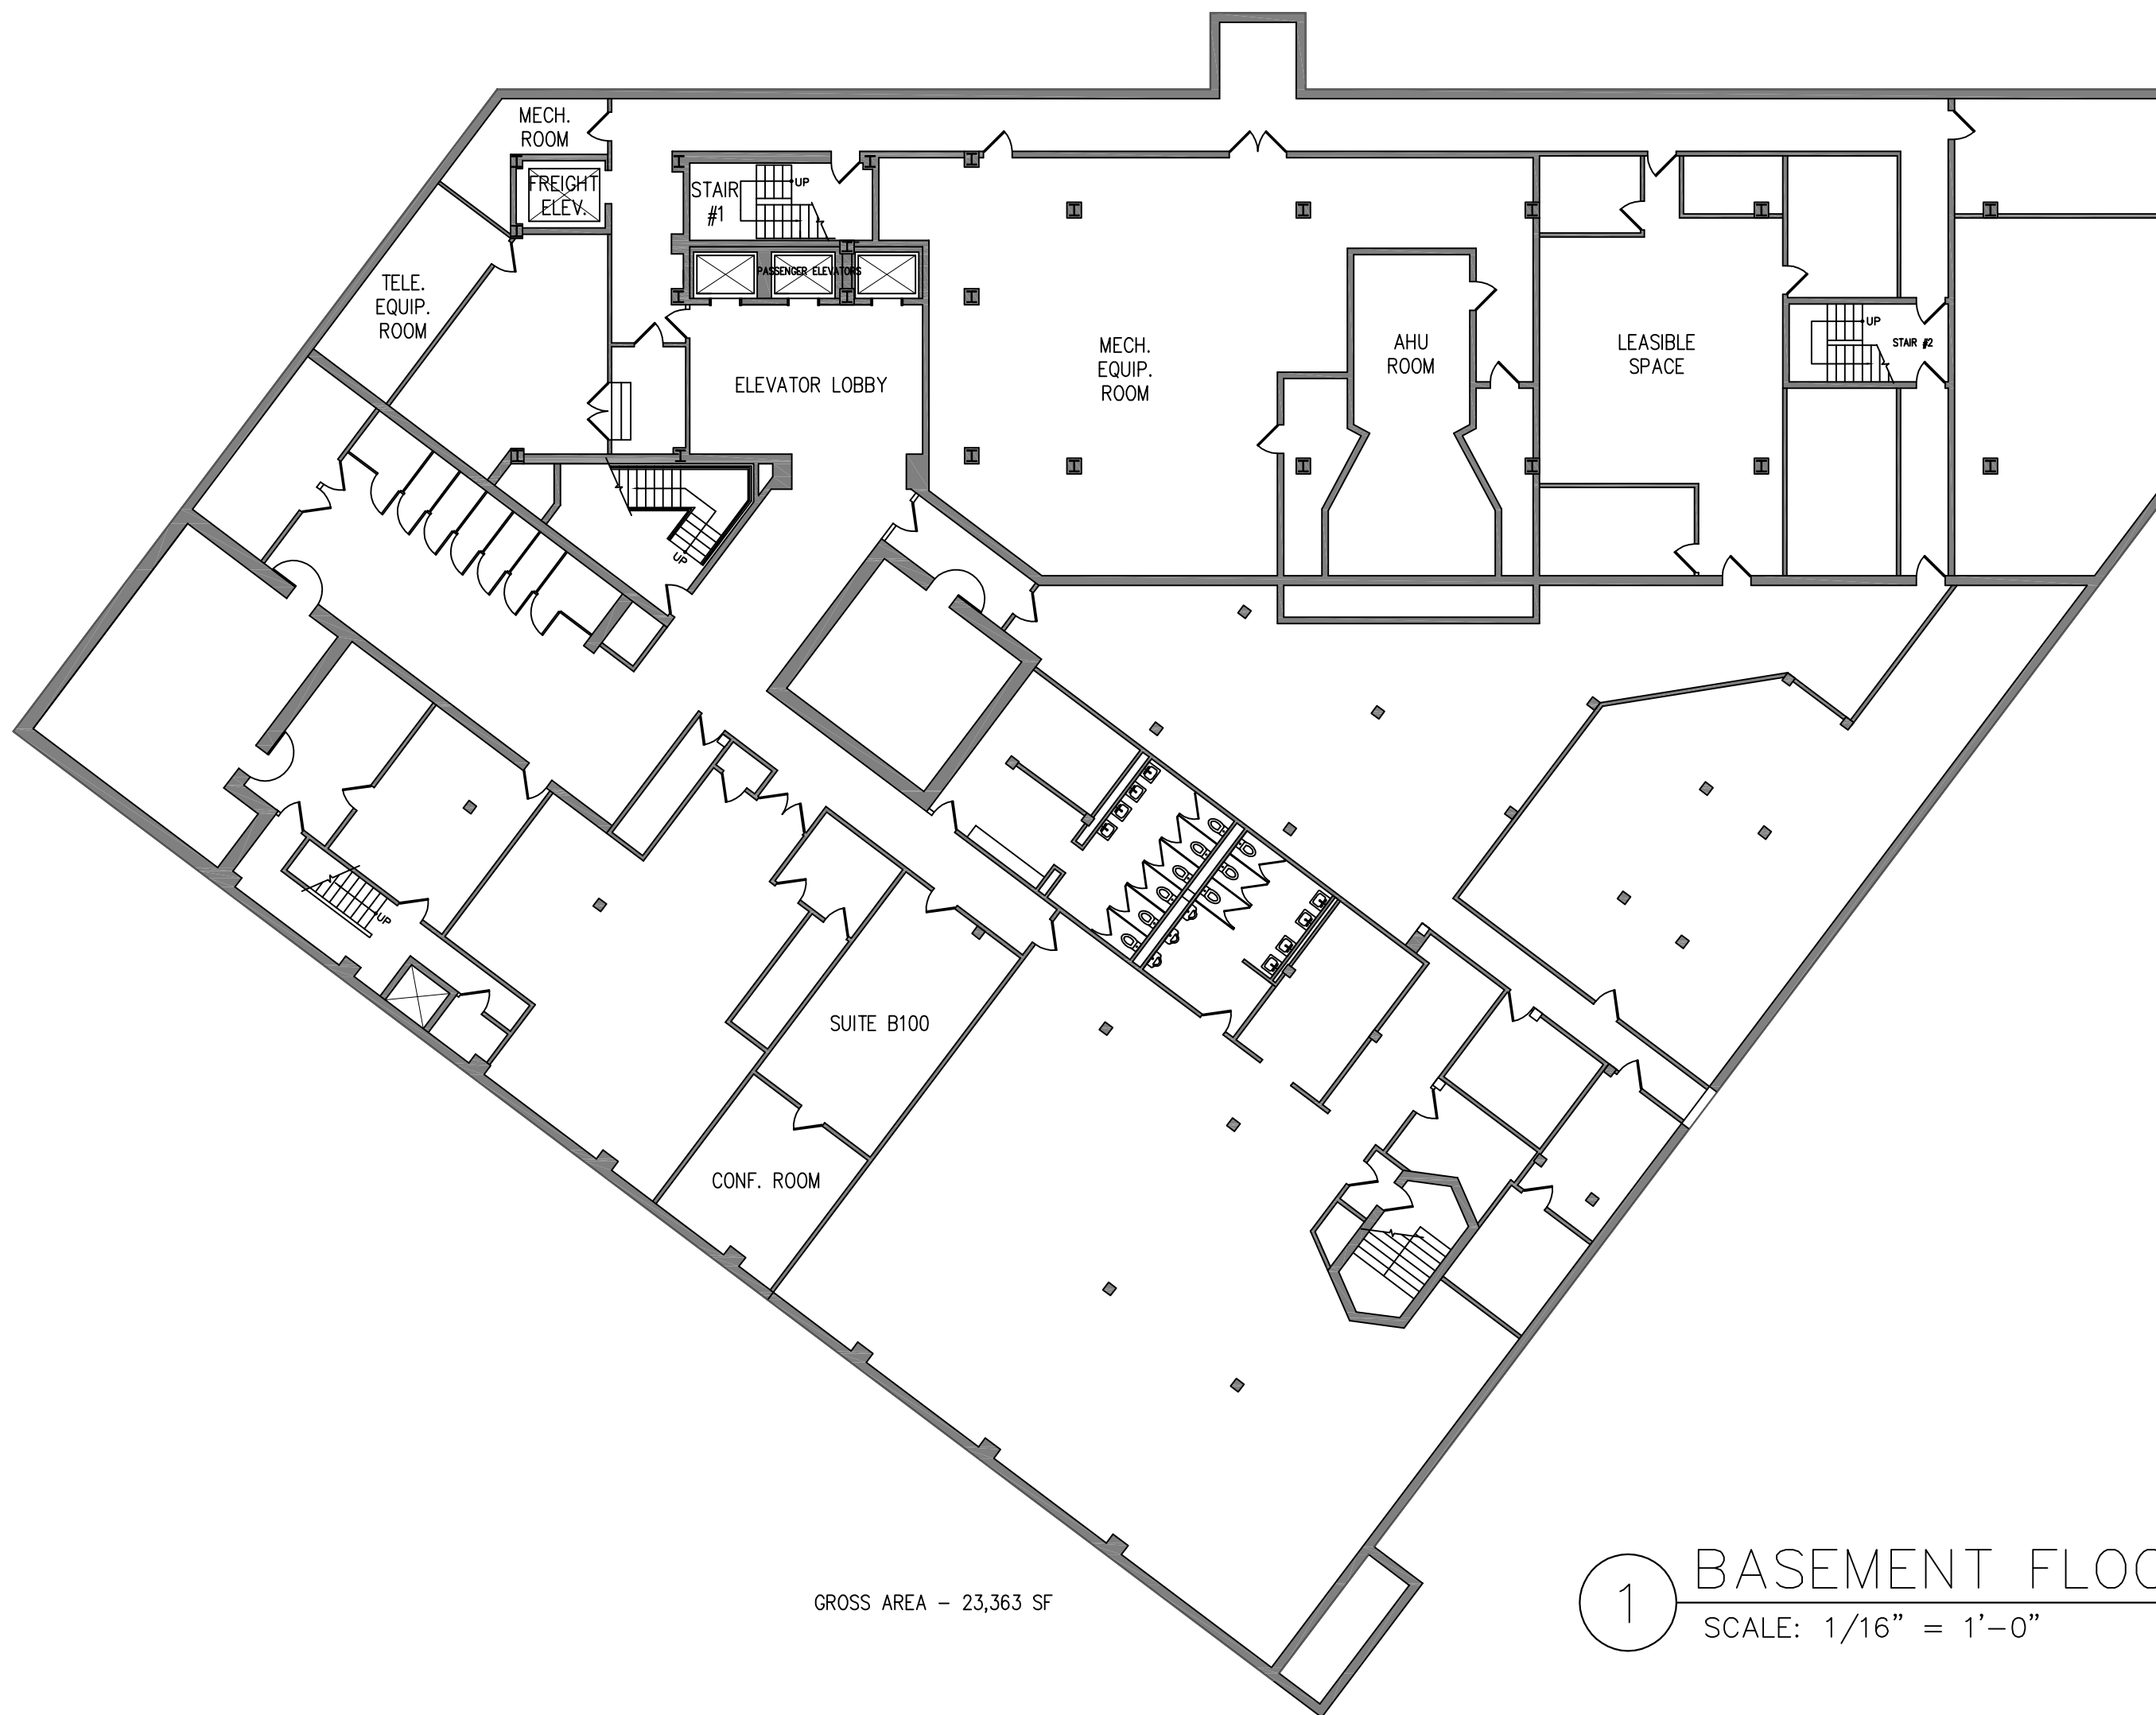 MECH.
ROOM
FREIGHT
ELEV.
STAIR
#1
UP
PASSENGER ELEVATORS
TELE.
EQUIP.
ROOM
ELEVATOR LOBBY
MECH.
EQUIP.
ROOM
AHU
ROOM
LEASIBLE
SPACE
UP
STAIR #2
UP
UP
SUITE B100
CONF. ROOM
GROSS AREA - 23,363 SF
1
BASEMENT FLOO
SCALE: 1/16" = 1'-0"